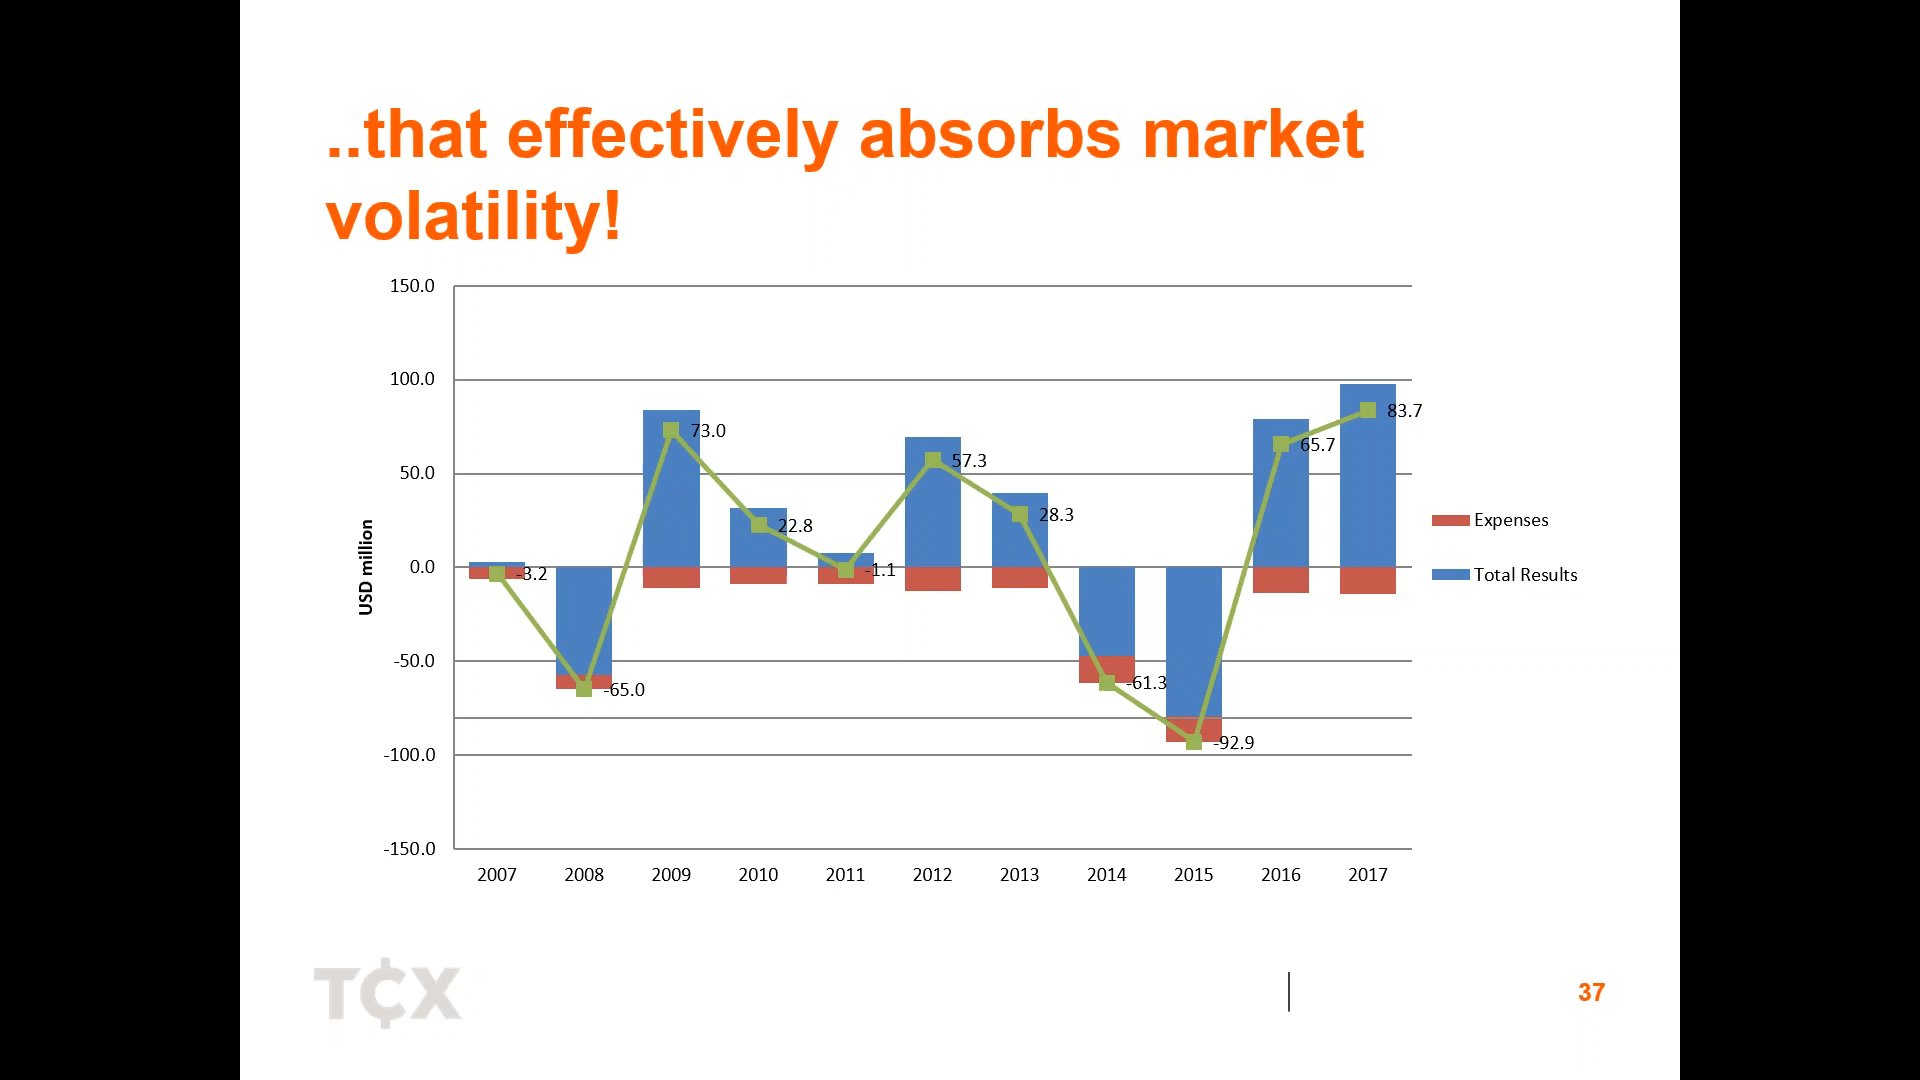 ..that effectively absorbs market
volatility!
150.0
100.0
50.0
0.0
-50.0
-100.0
-150.0
USD million
73.0
22.8
-3.2
-65.0
-1.1
57.3
28.3
-61.3
-92.9
65.7
83.7
Expenses
Total Results
2007 2008 2009 2010 2011 2012 2013 2014 2015 2016 2017
T¢X
37